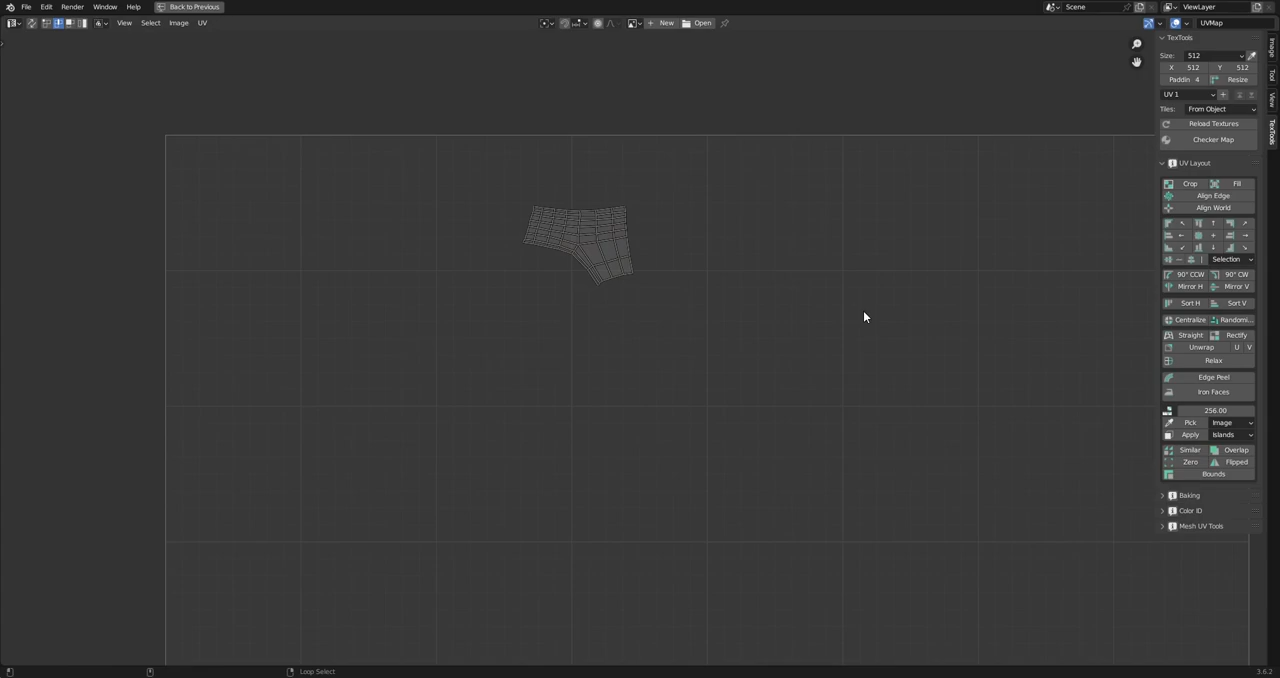 File Edit Render Window Help Back to Previous Scene ViewLayer
View Select Image UV New Open UVMap
TexTools
Size: 512
X 512 Y 512
Paddin 4 Resize
UV 1
Tiles: From Object
Reload Textures
Checker Map
UV Layout
Crop Fill
Align Edge
Align World
Selection
90° CCW 90° CW
Mirror H Mirror V
Sort H Sort V
Centralize Randomi...
Straight Rectify
Unwrap U V
Relax
Edge Peel
Iron Faces
256.00
Pick Image
Apply Islands
Similar Overlap
Zero Flipped
Bounds
Baking
Color ID
Mesh UV Tools
Image
Tool
View
TexTools
Loop Select 3.6.2